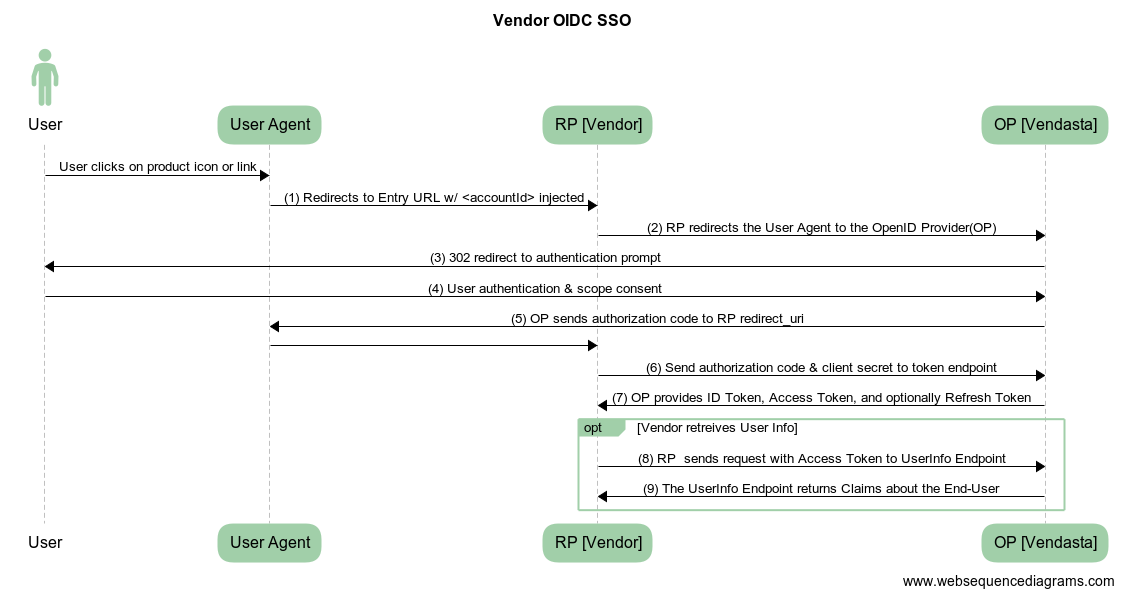 Vendor OIDC SSO
User
User Agent
RP [Vendor]
OP [Vendasta]
User clicks on product icon or link
(1) Redirects to Entry URL w/ <accountId> injected
(2) RP redirects the User Agent to the OpenID Provider(OP)
(3) 302 redirect to authentication prompt
(4) User authentication & scope consent
(5) OP sends authorization code to RP redirect_uri
(6) Send authorization code & client secret to token endpoint
(7) OP provides ID Token, Access Token, and optionally Refresh Token
opt
[Vendor retreives User Info]
(8) RP  sends request with Access Token to UserInfo Endpoint
(9) The UserInfo Endpoint returns Claims about the End-User
User
User Agent
RP [Vendor]
OP [Vendasta]
www.websequencediagrams.com